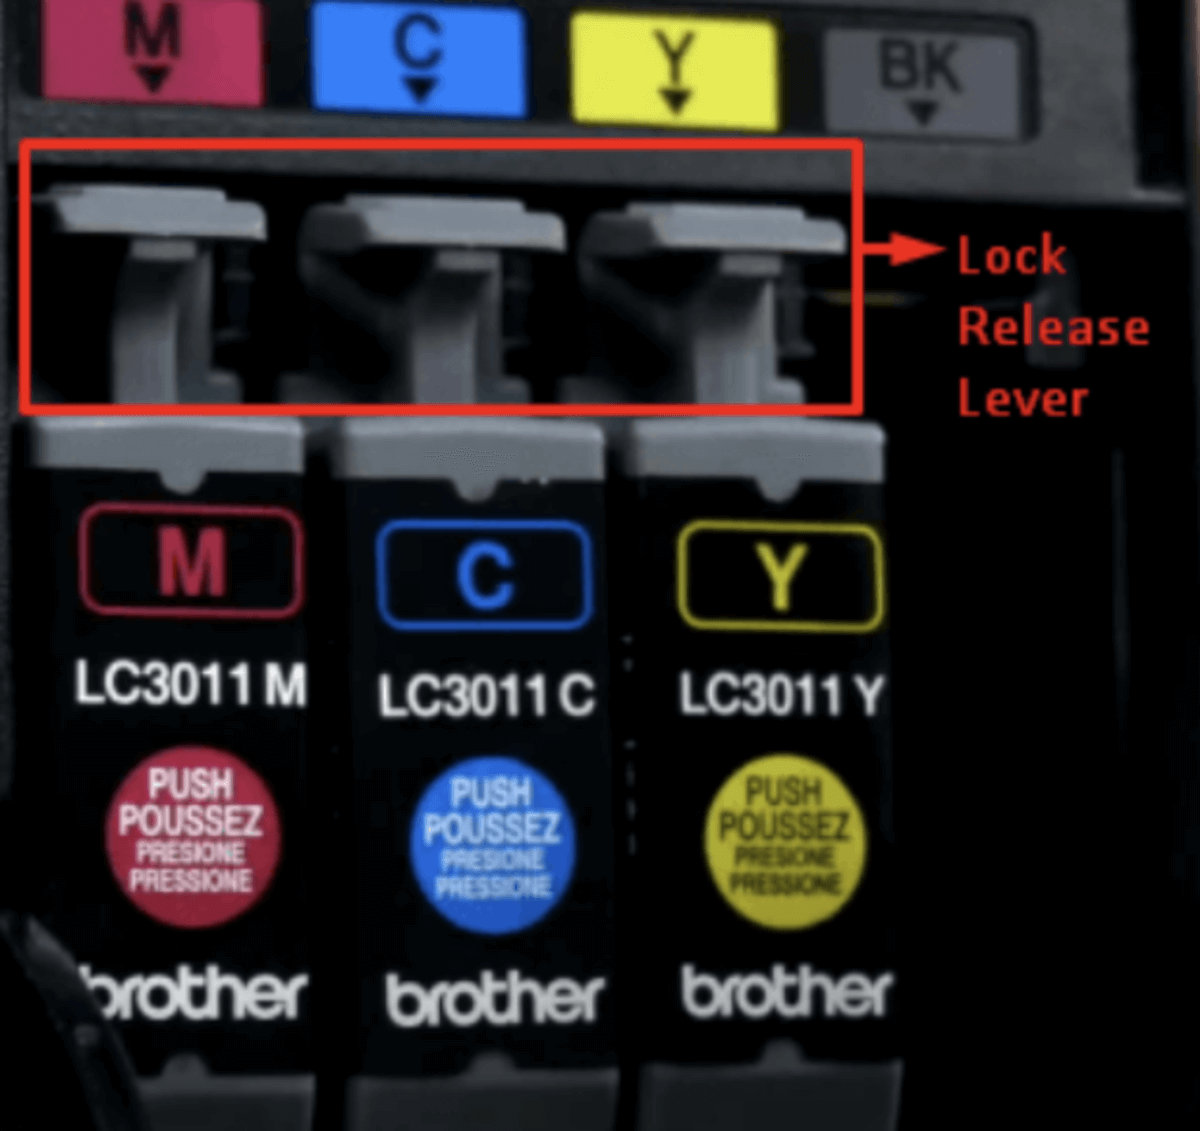 M
C
Y
BK
Lock
Release
Lever
M
C
Y
LC3011 M
LC3011 C
LC3011 Y
PUSH
POUSSEZ
PRESIONE
PRESSIONE
PUSH
POUSSEZ
PRESIONE
PRESSIONE
PUSH
POUSSEZ
PRESIONE
PRESSIONE
brother
brother
brother